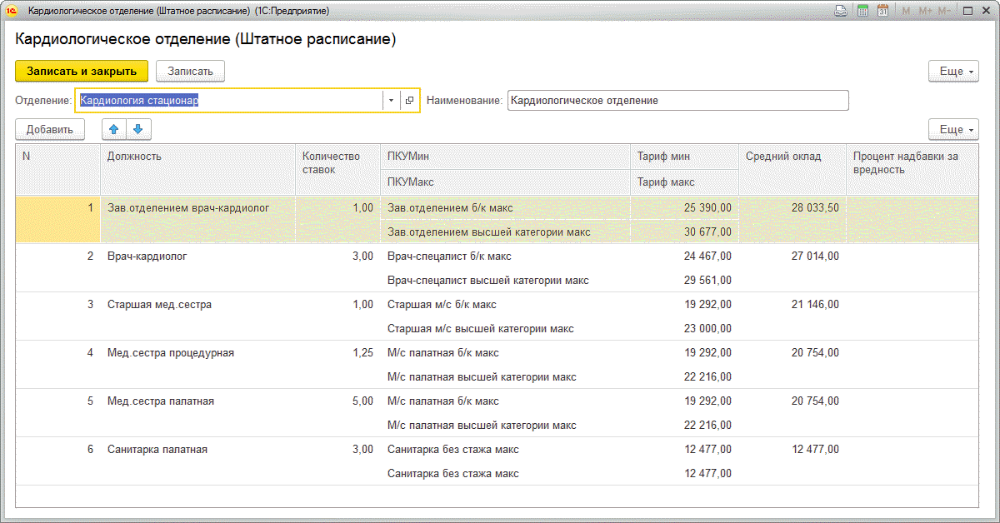 Кардиологическое отделение (Штатное расписание) (1С:Предприятие)
31 M M+ M-
Кардиологическое отделение (Штатное расписание)
Записать и закрыть Записать Еще
Отделение: Кардиология стационар Наименование: Кардиологическое отделение
Добавить Еще
N Должность Количество ставок ПКУМин Тариф мин Средний оклад Процент надбавки за вредность
ПКУМакс Тариф макс
1 Зав.отделением врач-кардиолог 1,00 Зав.отделением б/к макс 25 390,00 28 033,50
Зав.отделением высшей категории макс 30 677,00
2 Врач-кардиолог 3,00 Врач-спецалист б/к макс 24 467,00 27 014,00
Врач-спецалист высшей категории макс 29 561,00
3 Старшая мед.сестра 1,00 Старшая м/с б/к макс 19 292,00 21 146,00
Старшая м/с высшей категории макс 23 000,00
4 Мед.сестра процедурная 1,25 М/с палатная б/к макс 19 292,00 20 754,00
М/с палатная высшей категории макс 22 216,00
5 Мед.сестра палатная 5,00 М/с палатная б/к макс 19 292,00 20 754,00
М/с палатная высшей категории макс 22 216,00
6 Санитарка палатная 3,00 Санитарка без стажа макс 12 477,00 12 477,00
Санитарка без стажа макс 12 477,00